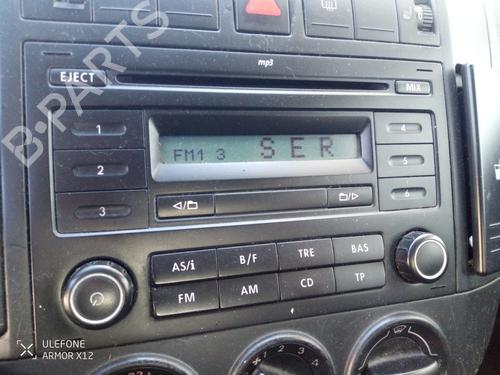 mp3
EJECT
MIX
1
4
FM1 3 SER
2
5
3
6
AS/i
B/F
TRE
BAS
FM
AM
CD
TP
B-PARTS
ULEFONE
ARMOR X12